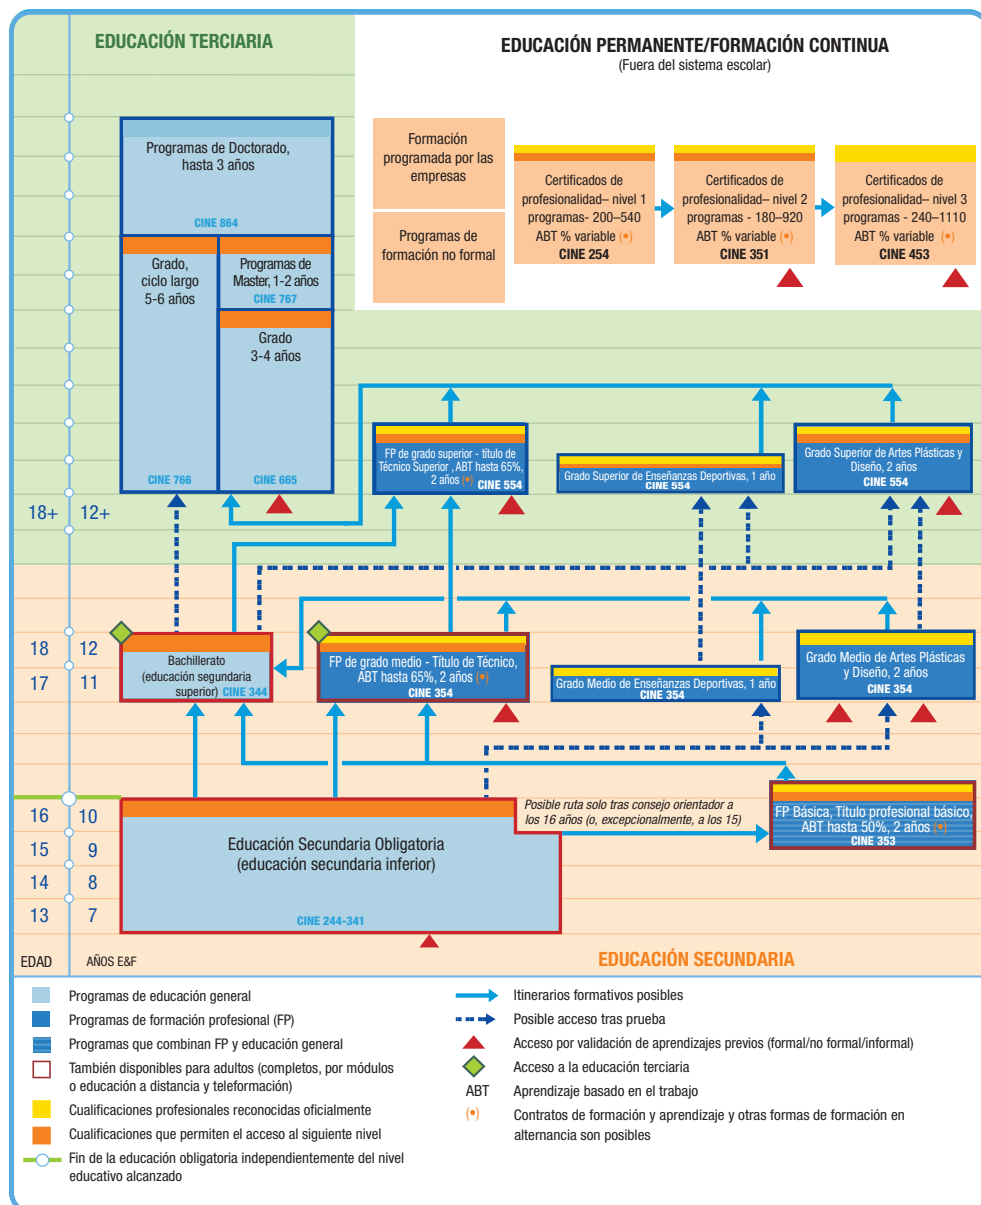 EDUCACIÓN TERCIARIA
EDUCACIÓN PERMANENTE/FORMACIÓN CONTINUA
(Fuera del sistema escolar)
Formación
programada por las
empresas
Programas de
formación no formal
Certificados de
profesionalidad– nivel 1
programas- 200–540
ABT % variable (•)
CINE 254
Certificados de
profesionalidad– nivel 2
programas - 180–920
ABT % variable (•)
CINE 351
Certificados de
profesionalidad– nivel 3
programas - 240–1110
ABT % variable (•)
CINE 453
Programas de Doctorado,
hasta 3 años
CINE 864
Grado,
ciclo largo
5-6 años
CINE 766
Programas de
Master, 1-2 años
CINE 767
Grado
3-4 años
CINE 665
FP de grado superior - título de
Técnico Superior , ABT hasta 65%,
2 años (•) CINE 554
Grado Superior de Enseñanzas Deportivas, 1 año
CINE 554
Grado Superior de Artes Plásticas y
Diseño, 2 años
CINE 554
18+ 12+
18 12
17 11
Bachillerato
(educación segundaria
superior) CINE 344
FP de grado medio - Título de Técnico,
ABT hasta 65%, 2 años (•)
CINE 354
Grado Medio de Enseñanzas Deportivas, 1 año
CINE 354
Grado Medio de Artes Plásticas
y Diseño, 2 años
CINE 354
16 10
15 9
14 8
13 7
Educación Secundaria Obligatoria
(educación secundaria inferior)
CINE 244-341
Posible ruta solo tras consejo orientador a
los 16 años (o, excepcionalmente, a los 15)
FP Básica, Título profesional básico,
ABT hasta 50%, 2 años (•)
CINE 353
EDAD AÑOS E&F
EDUCACIÓN SECUNDARIA
Programas de educación general
Programas de formación profesional (FP)
Programas que combinan FP y educación general
También disponibles para adultos (completos, por módulos
o educación a distancia y teleformación)
Cualificaciones profesionales reconocidas oficialmente
Cualificaciones que permiten el acceso al siguiente nivel
Fin de la educación obligatoria independientemente del nivel
educativo alcanzado
Itinerarios formativos posibles
Posible acceso tras prueba
Acceso por validación de aprendizajes previos (formal/no formal/informal)
Acceso a la educación terciaria
ABT Aprendizaje basado en el trabajo
(•) Contratos de formación y aprendizaje y otras formas de formación en
alternancia son posibles